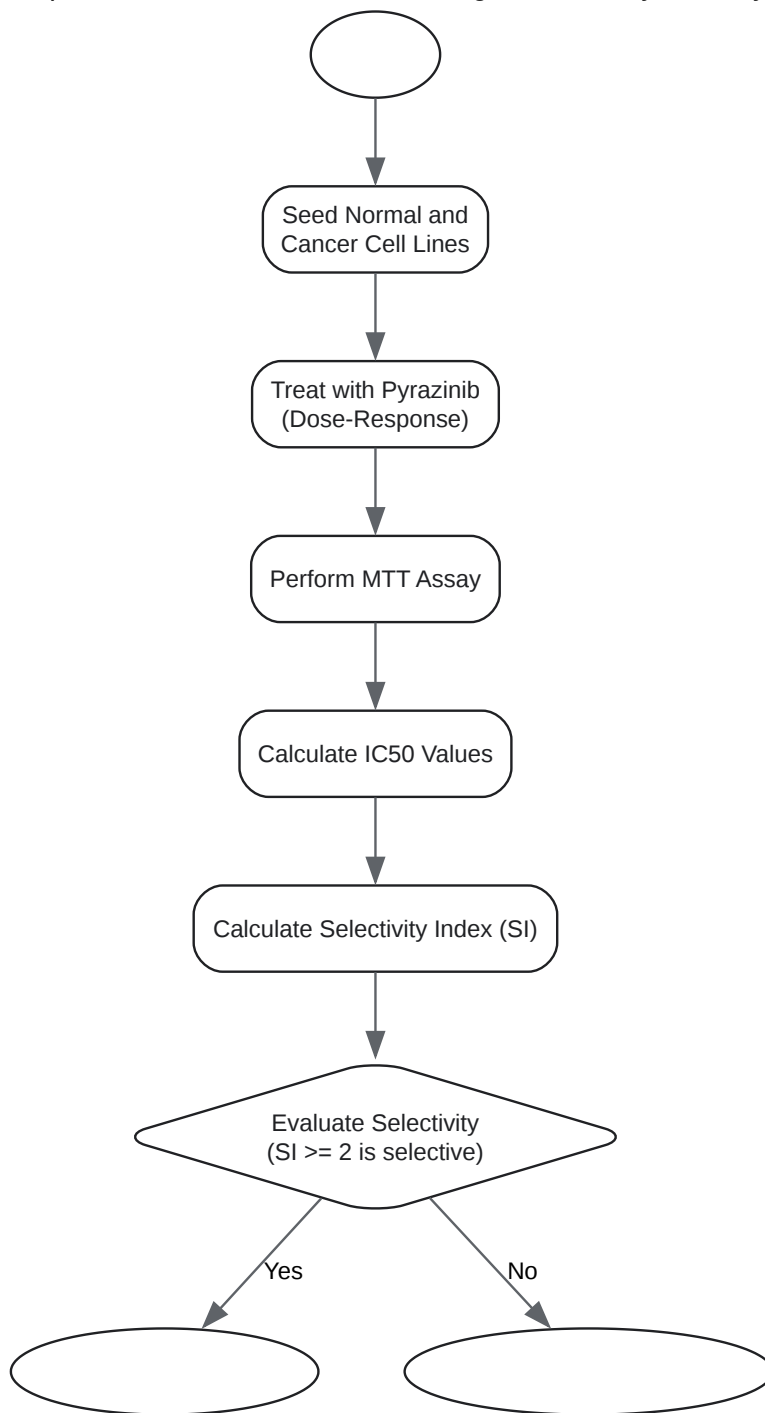 Seed Normal and
Cancer Cell Lines
Treat with Pyrazinib
(Dose-Response)
Perform MTT Assay
Calculate IC50 Values
Calculate Selectivity Index (SI)
Evaluate Selectivity
(SI >= 2 is selective)
Yes
No